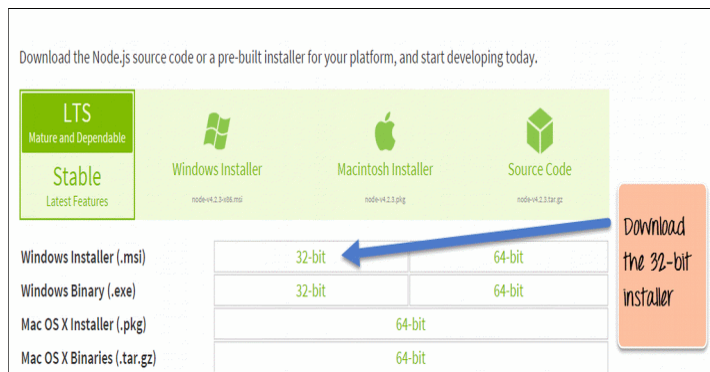 Download the Node.js source code or a pre-built installer for your platform, and start developing today.
LTS
Mature and Dependable
Stable
Latest Features
Windows Installer
node-v4.2.3-x86.msi
Macintosh Installer
node-v4.2.3.pkg
Source Code
node-v4.2.3.tar.gz
Windows Installer (.msi) 32-bit 64-bit
Windows Binary (.exe) 32-bit 64-bit
Mac OS X Installer (.pkg) 64-bit
Mac OS X Binaries (.tar.gz) 64-bit
Download
the 32-bit
installer